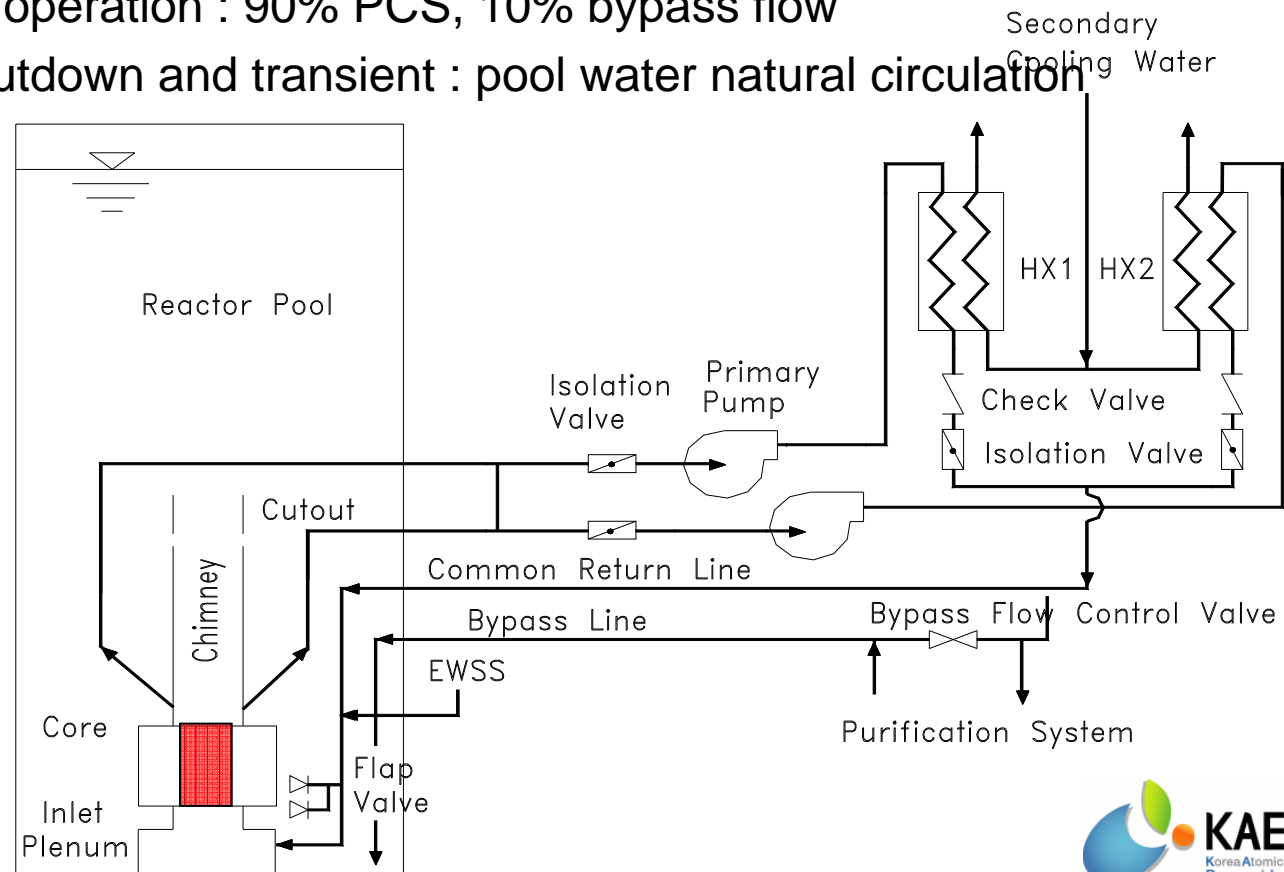 operation : 90% PCS, 10% bypass flow
utdown and transient : pool water natural circulation
Secondary
Cooling Water
Reactor Pool
HX1 HX2
Isolation
Valve
Primary
Pump
Check Valve
Isolation Valve
Cutout
Chimney
Common Return Line
Bypass Line
Bypass Flow Control Valve
EWSS
Purification System
Core
Flap
Valve
Inlet
Plenum
KAE
Korea Atomic